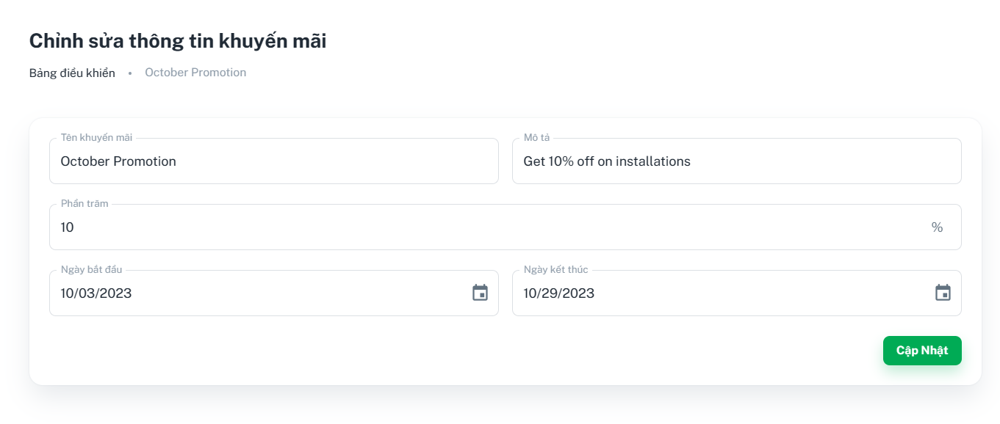 Chỉnh sửa thông tin khuyến mãi
Bảng điều khiển • October Promotion
Tên khuyến mãi
Mô tả
October Promotion
Get 10% off on installations
Phần trăm
10 %
Ngày bắt đầu
Ngày kết thúc
10/03/2023
10/29/2023
Cập Nhật